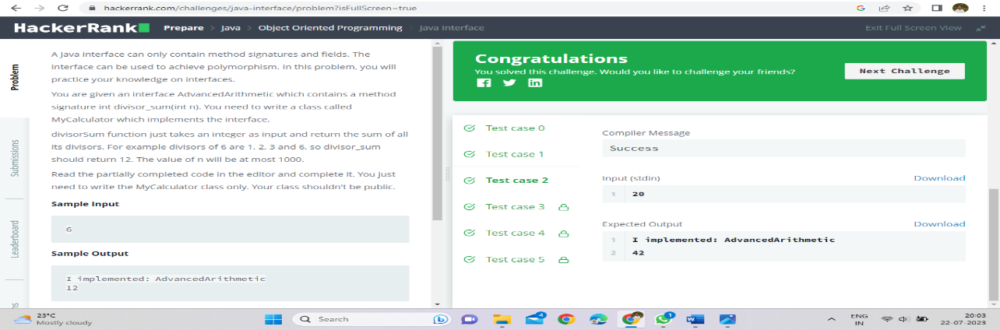 hackerrank.com/challenges/java-interface/problem?isFullScreen=true
HackerRank Prepare > Java > Object Oriented Programming > Java Interface Exit Full Screen View
Problem
Submissions
Leaderboard
A Java interface can only contain method signatures and fields. The
interface can be used to achieve polymorphism. In this problem, you will
practice your knowledge on interfaces.
You are given an interface AdvancedArithmetic which contains a method
signature int divisor_sum(int n). You need to write a class called
MyCalculator which implements the interface.
divisorSum function just takes an integer as input and return the sum of all
its divisors. For example divisors of 6 are 1, 2, 3 and 6, so divisor_sum
should return 12. The value of n will be at most 1000.
Read the partially completed code in the editor and complete it. You just
need to write the MyCalculator class only. Your class shouldn't be public.
Sample Input
6
Sample Output
I implemented: AdvancedArithmetic
12
Congratulations
You solved this challenge. Would you like to challenge your friends?
Next Challenge
Test case 0
Test case 1
Test case 2
Test case 3
Test case 4
Test case 5
Compiler Message
Success
Input (stdin) Download
1 20
Expected Output Download
1 I implemented: AdvancedArithmetic
2 42
23°C
Mostly cloudy
Search
4
1
ENG
IN
20:03
22-07-2023